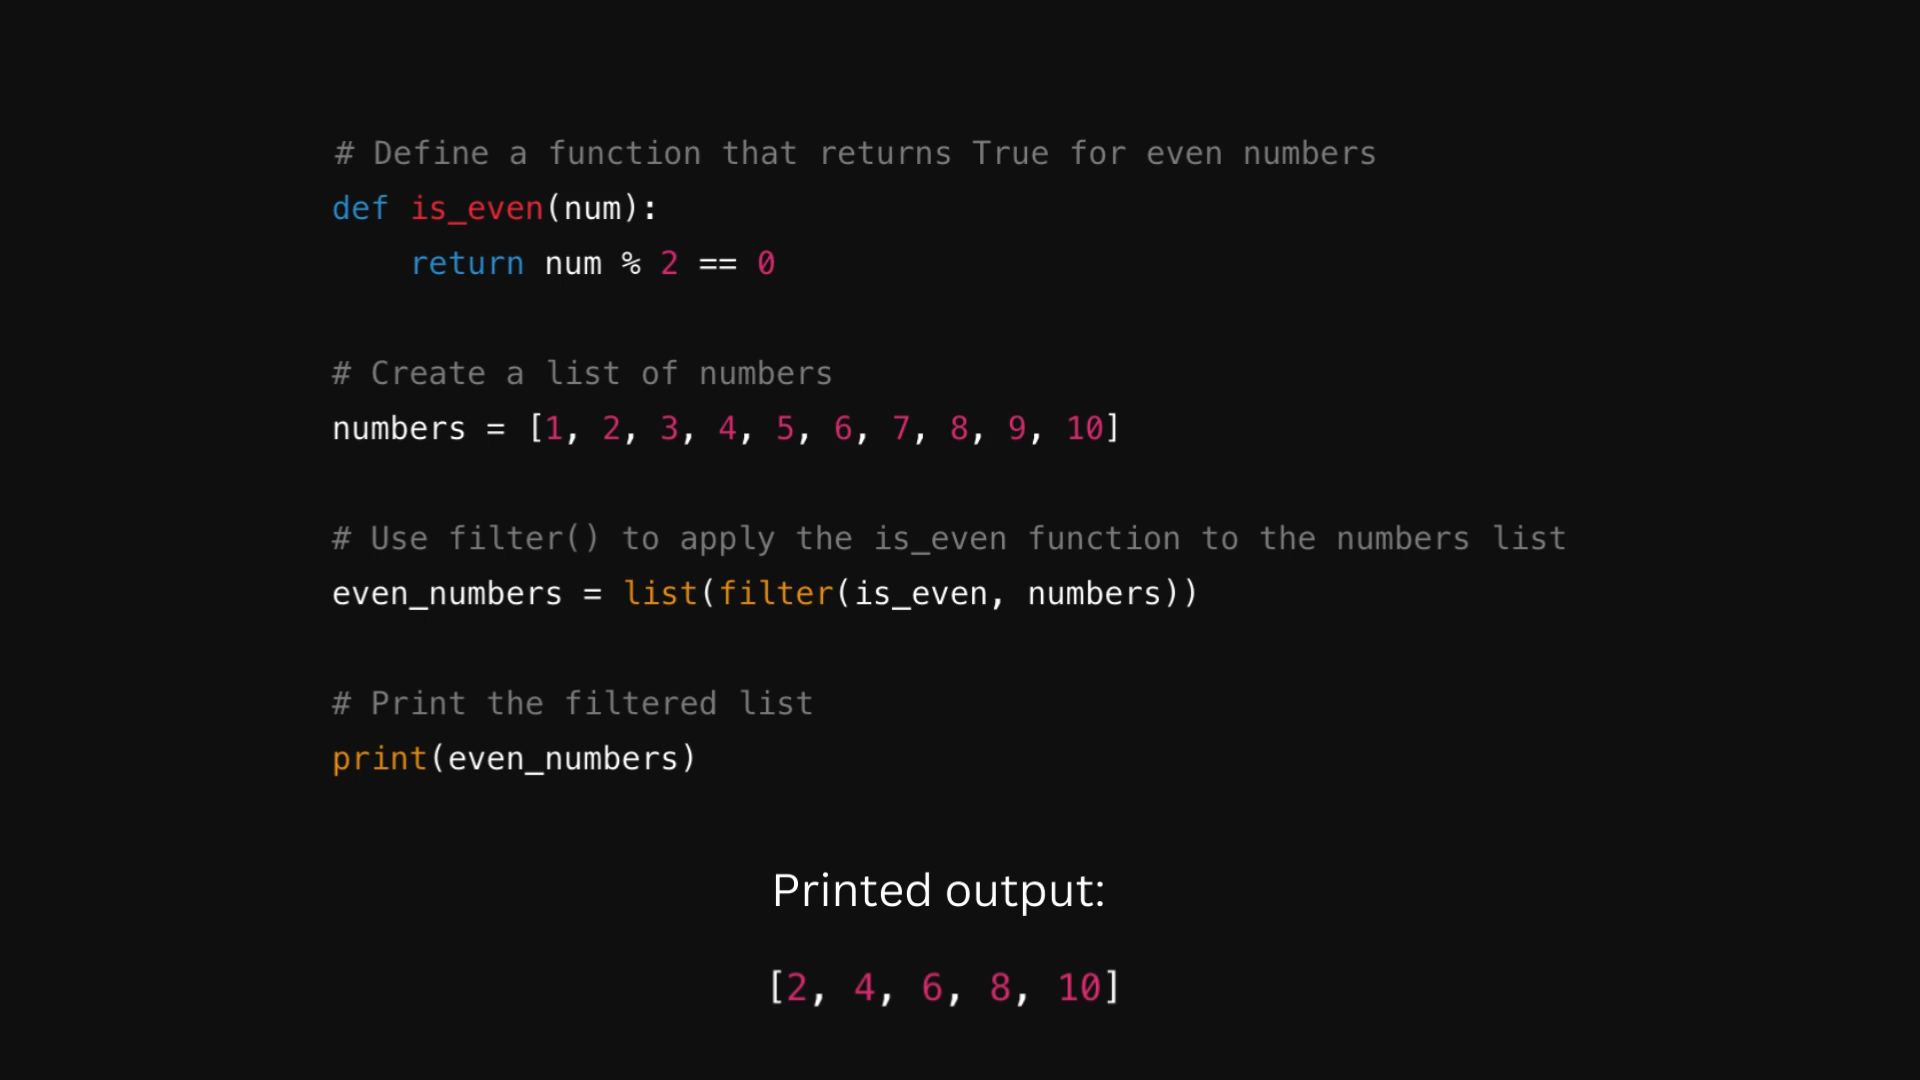 # Define a function that returns True for even numbers
def is_even(num):
    return num % 2 == 0
# Create a list of numbers
numbers = [1, 2, 3, 4, 5, 6, 7, 8, 9, 10]
# Use filter() to apply the is_even function to the numbers list
even_numbers = list(filter(is_even, numbers))
# Print the filtered list
print(even_numbers)
Printed output:
[2, 4, 6, 8, 10]